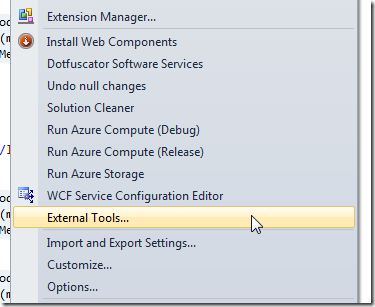 Extension Manager...
Install Web Components
Dotfuscator Software Services
Undo null changes
Solution Cleaner
Run Azure Compute (Debug)
Run Azure Compute (Release)
Run Azure Storage
WCF Service Configuration Editor
External Tools...
Import and Export Settings...
Customize...
Options...